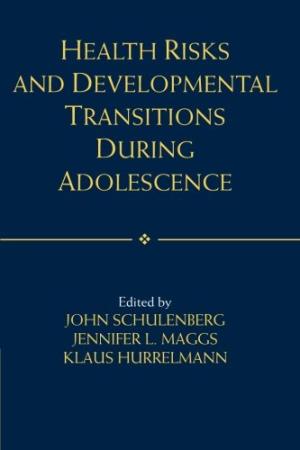 HEALTH RISKS
AND DEVELOPMENTAL
TRANSITIONS
DURING
ADOLESCENCE
Edited by
JOHN SCHULENBERG
JENNIFER L. MAGGS
KLAUS HURRELMANN